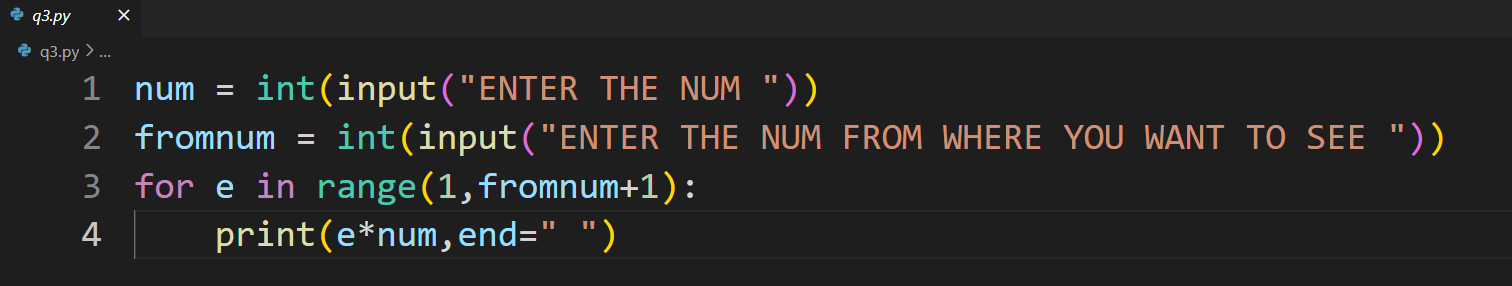 q3.py ×
q3.py > ...
1 num = int(input("ENTER THE NUM "))
2 fromnum = int(input("ENTER THE NUM FROM WHERE YOU WANT TO SEE "))
3 for e in range(1,fromnum+1):
4     print(e*num,end=" ")